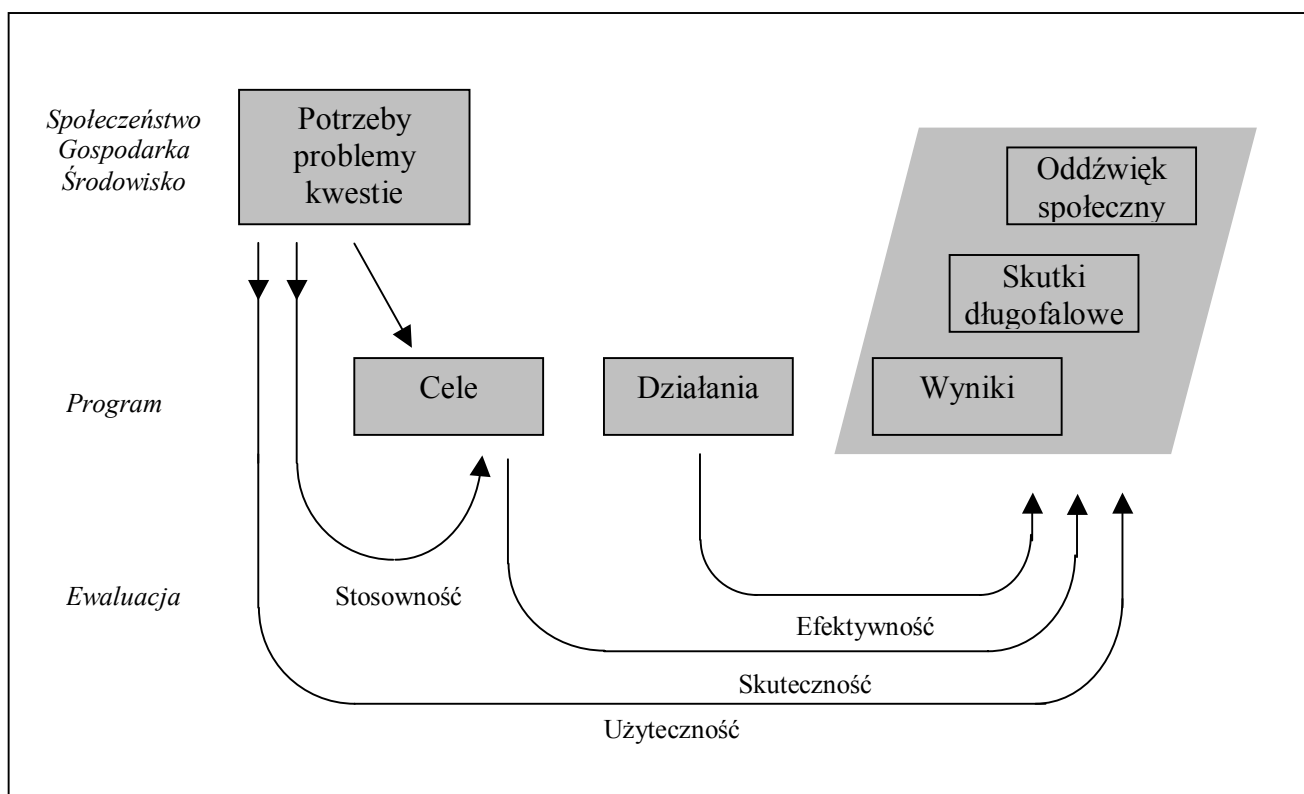 Społeczeństwo
Gospodarka
Środowisko
Potrzeby
problemy
kwestie
Oddźwięk
społeczny
Skutki
długofalowe
Program
Cele
Działania
Wyniki
Ewaluacja
Stosowność
Efektywność
Skuteczność
Użyteczność